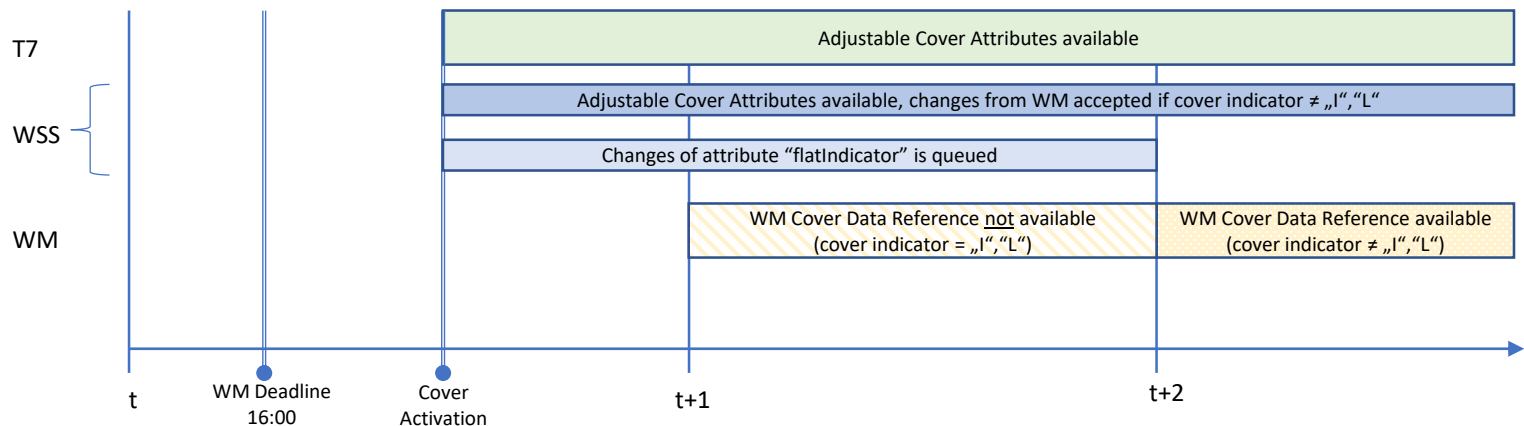 T7
Adjustable Cover Attributes available
WSS
Adjustable Cover Attributes available, changes from WM accepted if cover indicator ≠ „I“,“L“
Changes of attribute “flatIndicator” is queued
WM
WM Cover Data Reference not available
(cover indicator = „I“,“L“)
WM Cover Data Reference available
(cover indicator ≠ „I“,“L“)
t
WM Deadline
16:00
Cover
Activation
t+1
t+2